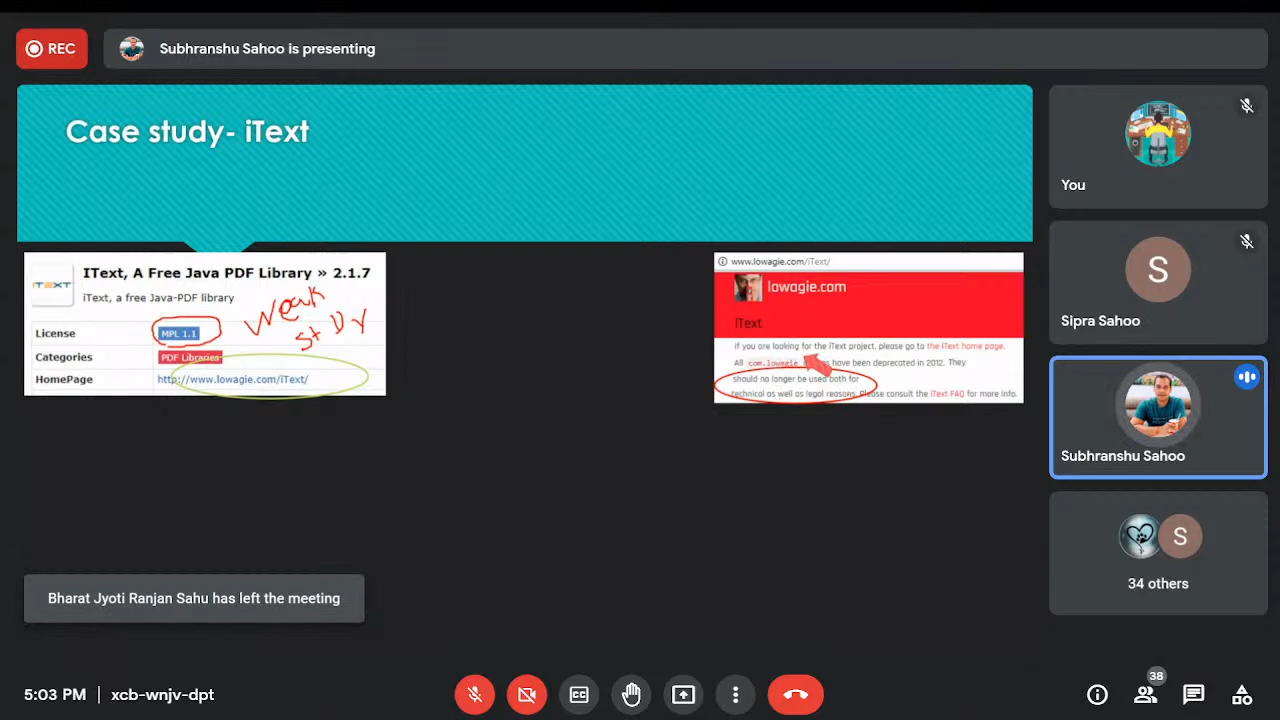 REC
Subhranshu Sahoo is presenting
Case study- iText
ITEXT
IText, A Free Java PDF Library » 2.1.7
iText, a free Java-PDF library
License MPL 1.1
Categories PDF Libraries
HomePage http://www.lowagie.com/iText/
Weak
www.lowagie.com/iText/
lowagie.com
iText
If you are looking for the iText project, please go to the iText home page.
All com.lowagie have been deprecated in 2012. They
should no longer be used both for
technical as well as legal reasons. Please consult the iText FAQ for more info.
You
S
Sipra Sahoo
Subhranshu Sahoo
S
34 others
Bharat Jyoti Ranjan Sahu has left the meeting
5:03 PM | xcb-wnjv-dpt
CC
38